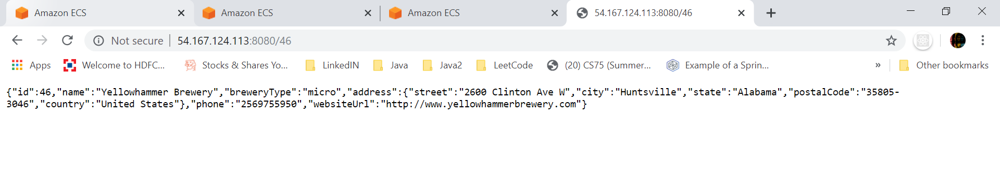 Amazon ECS Amazon ECS Amazon ECS 54.167.124.113:8080/46
Not secure 54.167.124.113:8080/46
Apps Welcome to HDFC... Stocks & Shares Yo... LinkedIN Java Java2 LeetCode (20) CS75 (Summer... Example of a Sprin... » Other bookmarks
{"id":46,"name":"Yellowhammer Brewery","breweryType":"micro","address":{"street":"2600 Clinton Ave W","city":"Huntsville","state":"Alabama","postalCode":"35805-
3046","country":"United States"},"phone":"2569755950","websiteUrl":"http://www.yellowhammerbrewery.com"}